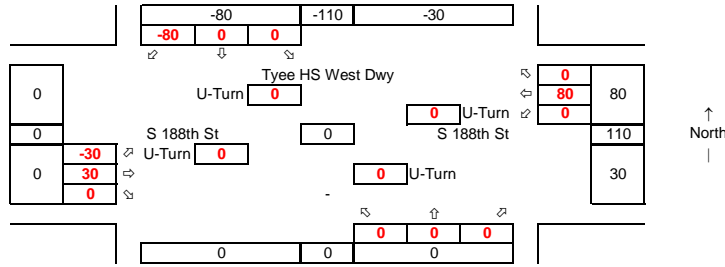 -80 -110 -30
-80 0 0
⬃ ⇩ ⬂
Tyee HS West Dwy
⬁ 0
0 U-Turn 0 ⇦ 80 80
0 U-Turn ⬃ 0 ↑
0 S 188th St 0 S 188th St 110 North
-30 ⬀ U-Turn 0 |
0 30 ⇨ 0 U-Turn 30
0 ⬂ -
⬁ ⇧ ⬀
0 0 0
0 0 0